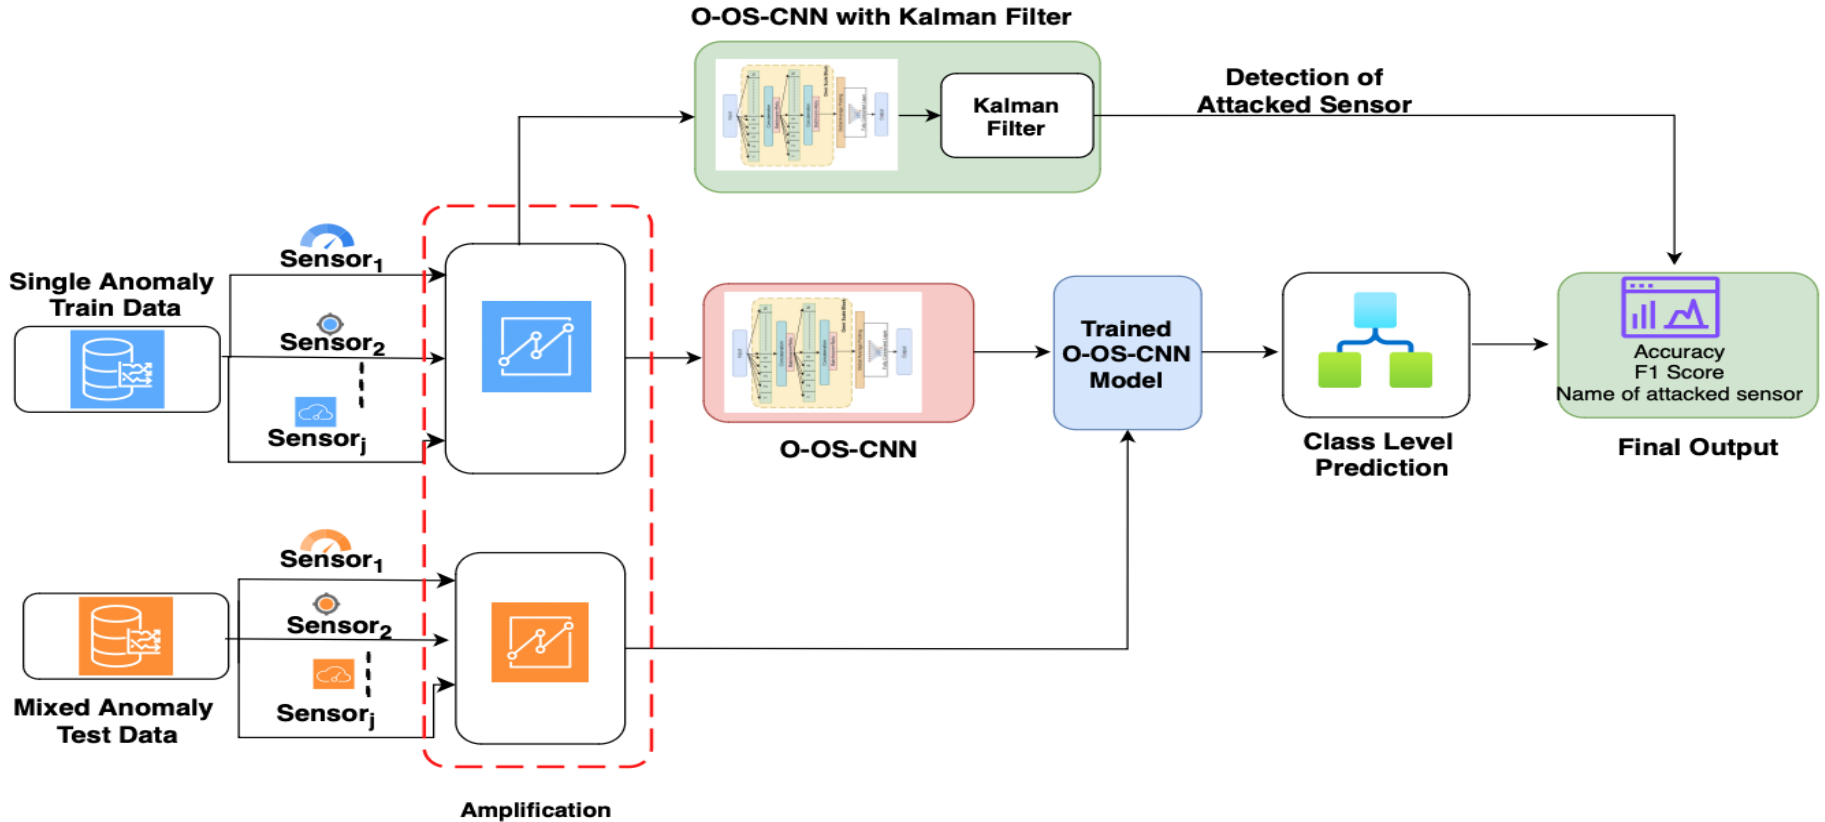 O-OS-CNN with Kalman Filter
Kalman
Filter
Detection of
Attacked Sensor
Single Anomaly
Train Data
Sensor1
Sensor2
Sensorj
O-OS-CNN
Trained
O-OS-CNN
Model
Class Level
Prediction
Accuracy
F1 Score
Name of attacked sensor
Final Output
Mixed Anomaly
Test Data
Sensor1
Sensor2
Sensorj
Amplification